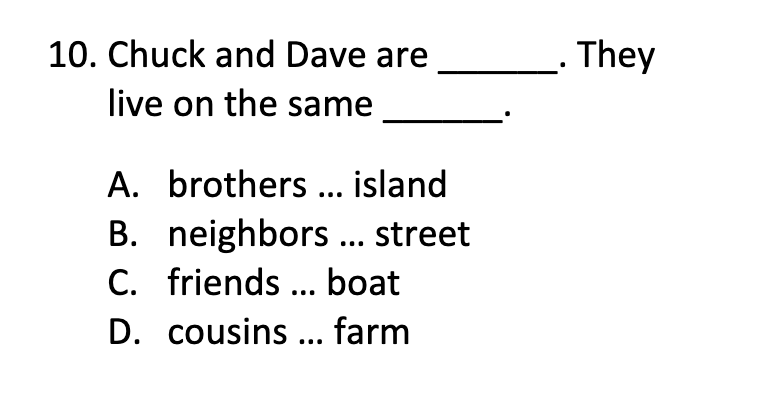 10. Chuck and Dave are ______. They
live on the same ______.
A. brothers ... island
B. neighbors ... street
C. friends ... boat
D. cousins ... farm